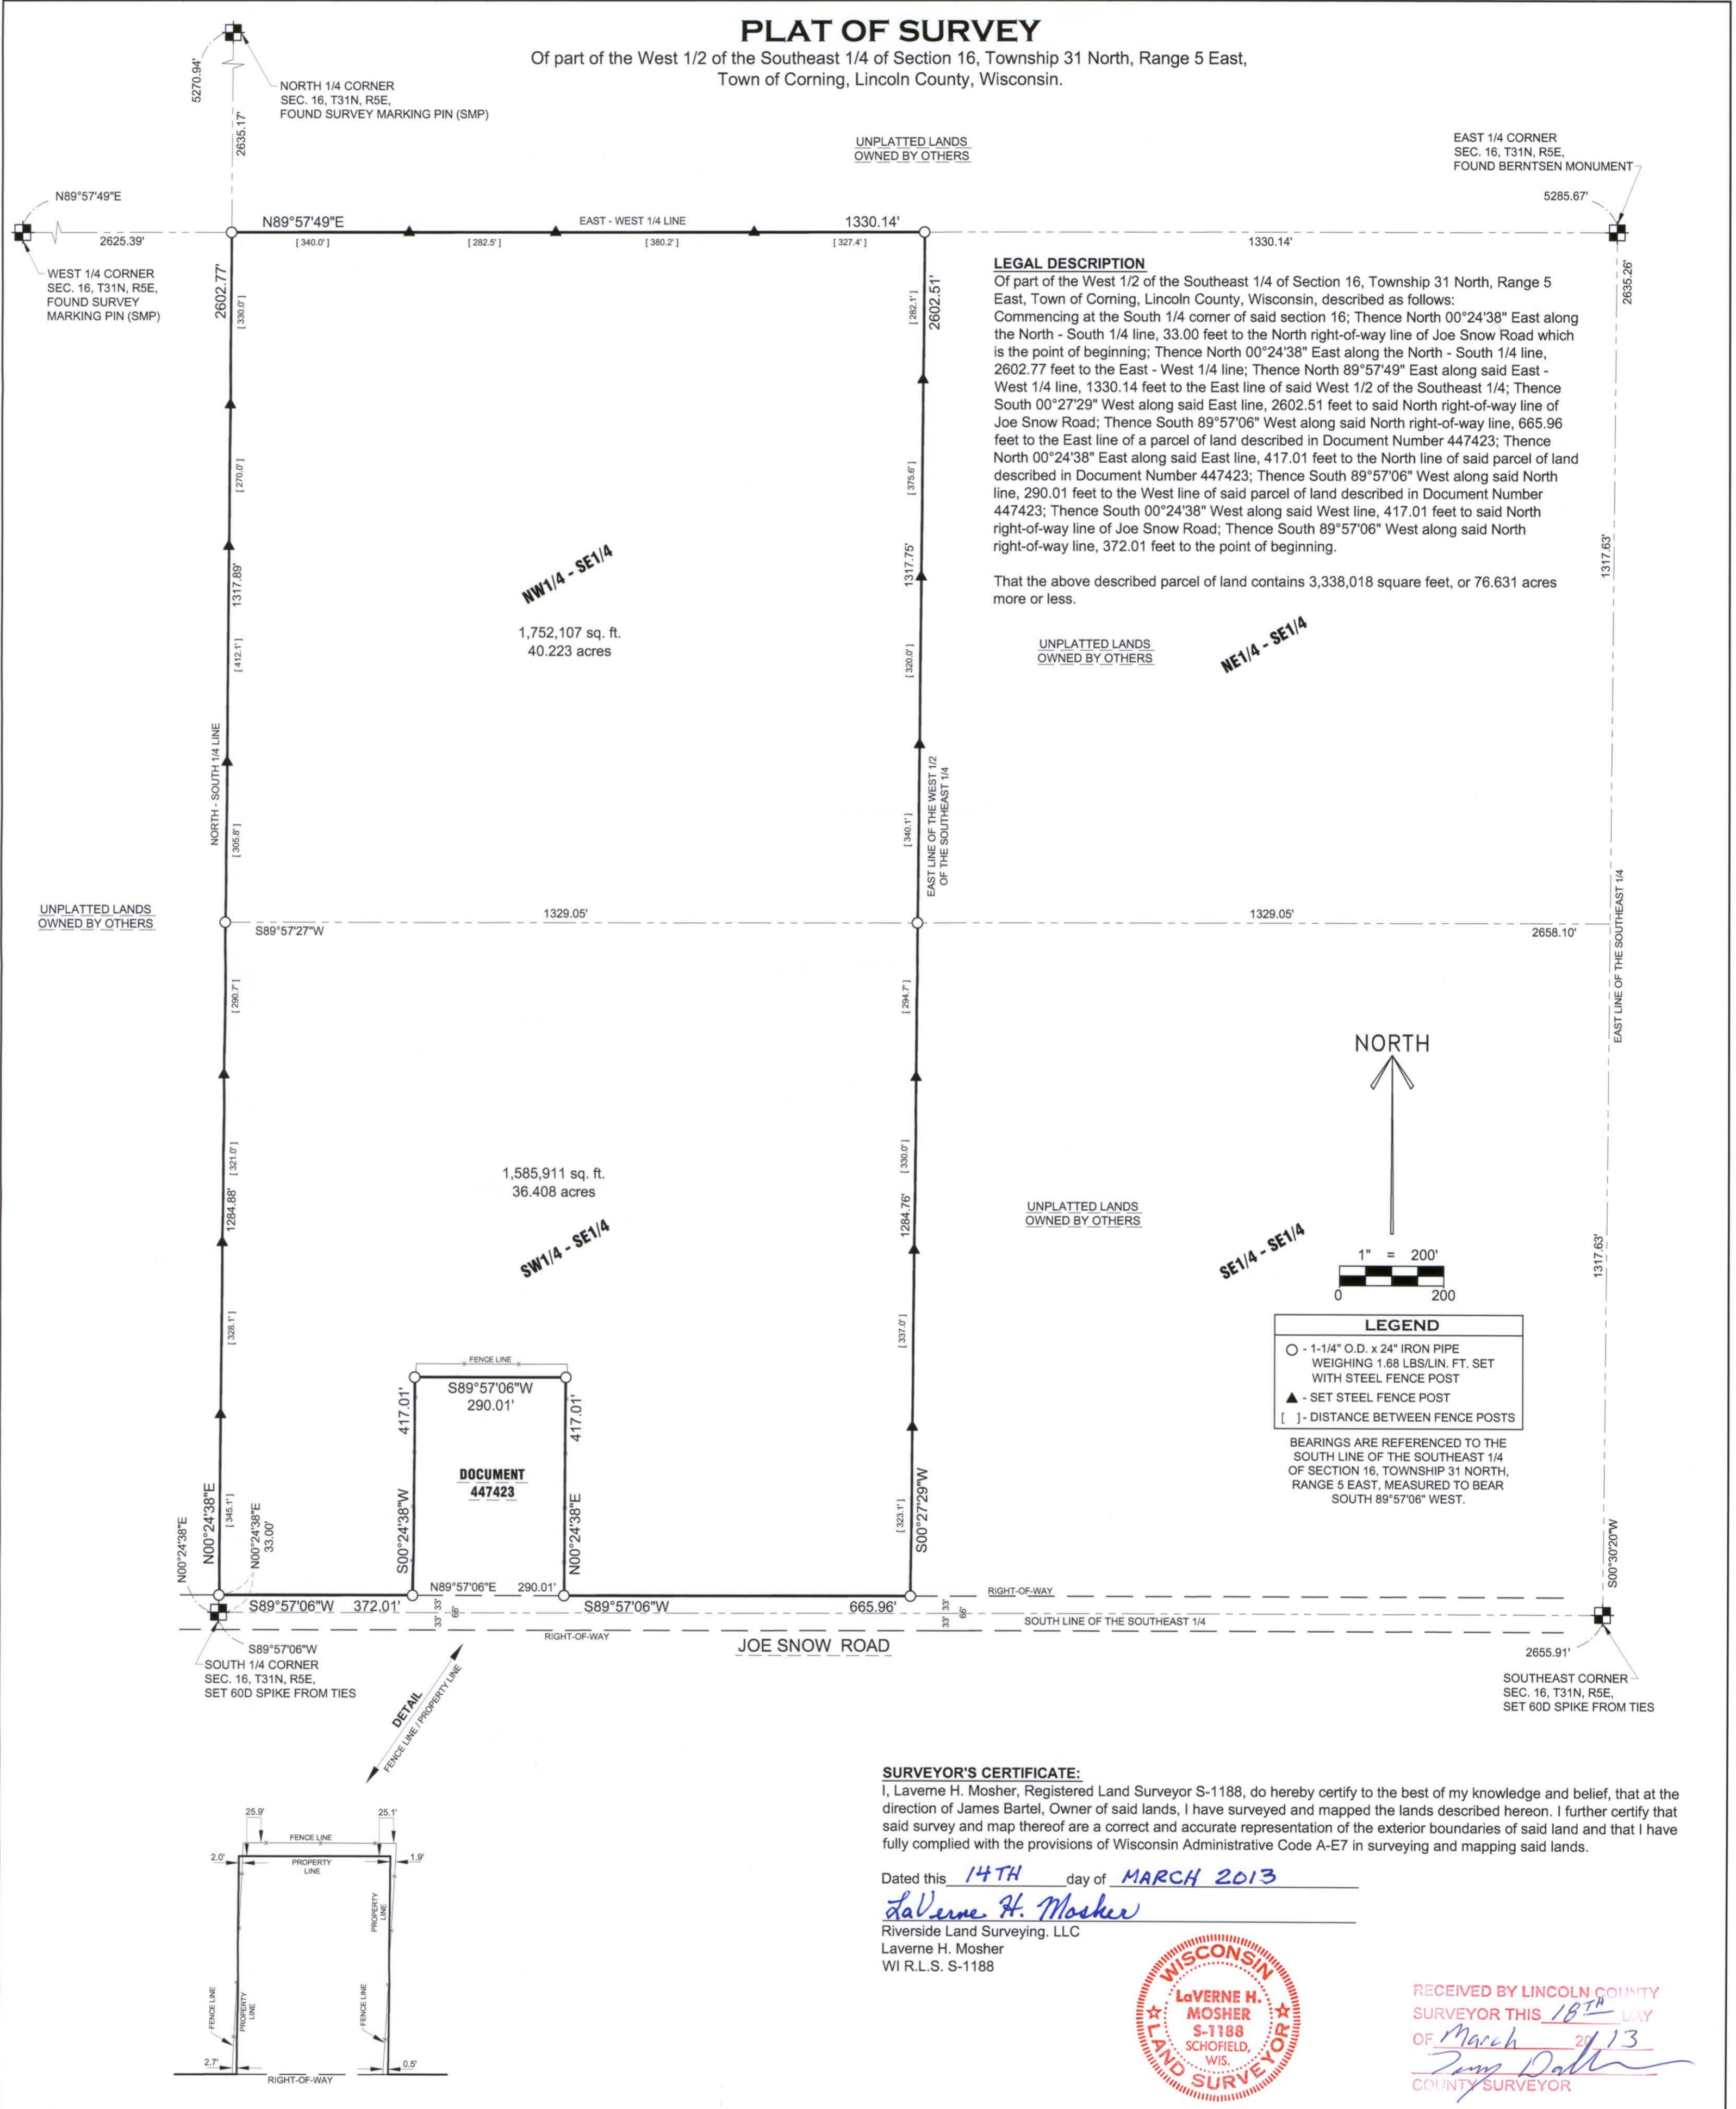 PLAT OF SURVEY
Of part of the West 1/2 of the Southeast 1/4 of Section 16, Township 31 North, Range 5 East,
Town of Corning, Lincoln County, Wisconsin.
5270.94'
NORTH 1/4 CORNER
SEC. 16, T31N, R5E,
FOUND SURVEY MARKING PIN (SMP)
2635.17'
UNPLATTED LANDS
OWNED BY OTHERS
EAST 1/4 CORNER
SEC. 16, T31N, R5E,
FOUND BERNTSEN MONUMENT
5285.67'
N89°57'49"E
2625.39'
WEST 1/4 CORNER
SEC. 16, T31N, R5E,
FOUND SURVEY
MARKING PIN (SMP)
N89°57'49"E
EAST - WEST 1/4 LINE
1330.14'
[ 340.0' ]
[ 282.5' ]
[ 380.2' ]
[ 327.4' ]
1330.14'
2635.26'
2602.77'
[ 330.0' ]
[ 282.1' ]
2602.51'
LEGAL DESCRIPTION
Of part of the West 1/2 of the Southeast 1/4 of Section 16, Township 31 North, Range 5
East, Town of Corning, Lincoln County, Wisconsin, described as follows:
Commencing at the South 1/4 corner of said section 16; Thence North 00°24'38" East along
the North - South 1/4 line, 33.00 feet to the North right-of-way line of Joe Snow Road which
is the point of beginning; Thence North 00°24'38" East along the North - South 1/4 line,
2602.77 feet to the East - West 1/4 line; Thence North 89°57'49" East along said East -
West 1/4 line, 1330.14 feet to the East line of said West 1/2 of the Southeast 1/4; Thence
South 00°27'29" West along said East line, 2602.51 feet to said North right-of-way line of
Joe Snow Road; Thence South 89°57'06" West along said North right-of-way line, 665.96
feet to the East line of a parcel of land described in Document Number 447423; Thence
North 00°24'38" East along said East line, 417.01 feet to the North line of said parcel of land
described in Document Number 447423; Thence South 89°57'06" West along said North
line, 290.01 feet to the West line of said parcel of land described in Document Number
447423; Thence South 00°24'38" West along said West line, 417.01 feet to said North
right-of-way line of Joe Snow Road; Thence South 89°57'06" West along said North
right-of-way line, 372.01 feet to the point of beginning.
That the above described parcel of land contains 3,338,018 square feet, or 76.631 acres
more or less.
[ 270.0' ]
[ 375.6' ]
1317.89'
1317.75'
1317.63'
NW1/4 - SE1/4
1,752,107 sq. ft.
40.223 acres
[ 412.1' ]
[ 320.0' ]
UNPLATTED LANDS
OWNED BY OTHERS
NE1/4 - SE1/4
NORTH - SOUTH 1/4 LINE
[ 305.8' ]
[ 340.1' ]
EAST LINE OF THE WEST 1/2
OF THE SOUTHEAST 1/4
UNPLATTED LANDS
OWNED BY OTHERS
S89°57'27"W
1329.05'
1329.05'
2658.10'
EAST LINE OF THE SOUTHEAST 1/4
[ 290.7' ]
[ 294.7' ]
NORTH
[ 321.0' ]
[ 330.0' ]
1284.88'
1284.76'
1,585,911 sq. ft.
36.408 acres
SW1/4 - SE1/4
UNPLATTED LANDS
OWNED BY OTHERS
SE1/4 - SE1/4
1317.63'
1" = 200'
0 200
[ 328.1' ]
[ 337.0' ]
LEGEND
- 1-1/4" O.D. x 24" IRON PIPE
WEIGHING 1.68 LBS/LIN. FT. SET
WITH STEEL FENCE POST
- SET STEEL FENCE POST
[ ]- DISTANCE BETWEEN FENCE POSTS
BEARINGS ARE REFERENCED TO THE
SOUTH LINE OF THE SOUTHEAST 1/4
OF SECTION 16, TOWNSHIP 31 NORTH,
RANGE 5 EAST, MEASURED TO BEAR
SOUTH 89°57'06" WEST.
FENCE LINE
S89°57'06"W
290.01'
417.01'
417.01'
DOCUMENT
447423
S00°24'38"W
N00°24'38"E
N00°24'38"E
N00°24'38"E
[ 345.1' ]
N00°24'38"E
33.00'
[ 323.1' ]
S00°27'29"W
S00°30'20"W
N89°57'06"E 290.01'
S89°57'06"W 372.01'
33' 33'
66'
S89°57'06"W
665.96'
33' 33'
66'
RIGHT-OF-WAY
SOUTH LINE OF THE SOUTHEAST 1/4
RIGHT-OF-WAY
JOE SNOW ROAD
S89°57'06"W
SOUTH 1/4 CORNER
SEC. 16, T31N, R5E,
SET 60D SPIKE FROM TIES
2655.91'
SOUTHEAST CORNER
SEC. 16, T31N, R5E,
SET 60D SPIKE FROM TIES
DETAIL
FENCE LINE / PROPERTY LINE
25.9'
25.1'
FENCE LINE
2.0'
PROPERTY
LINE
1.9'
PROPERTY
LINE
FENCE LINE
PROPERTY
LINE
FENCE LINE
2.7'
0.5'
RIGHT-OF-WAY
SURVEYOR'S CERTIFICATE:
I, Laverne H. Mosher, Registered Land Surveyor S-1188, do hereby certify to the best of my knowledge and belief, that at the
direction of James Bartel, Owner of said lands, I have surveyed and mapped the lands described hereon. I further certify that
said survey and map thereof are a correct and accurate representation of the exterior boundaries of said land and that I have
fully complied with the provisions of Wisconsin Administrative Code A-E7 in surveying and mapping said lands.
Dated this 14TH day of MARCH 2013
LaVerne H. Mosher
Riverside Land Surveying. LLC
Laverne H. Mosher
WI R.L.S. S-1188
WISCONSIN
LaVERNE H.
MOSHER
S-1188
SCHOFIELD,
WIS.
LAND SURVEYOR
RECEIVED BY LINCOLN COUNTY
SURVEYOR THIS 18TH DAY
OF March 2013
COUNTY SURVEYOR